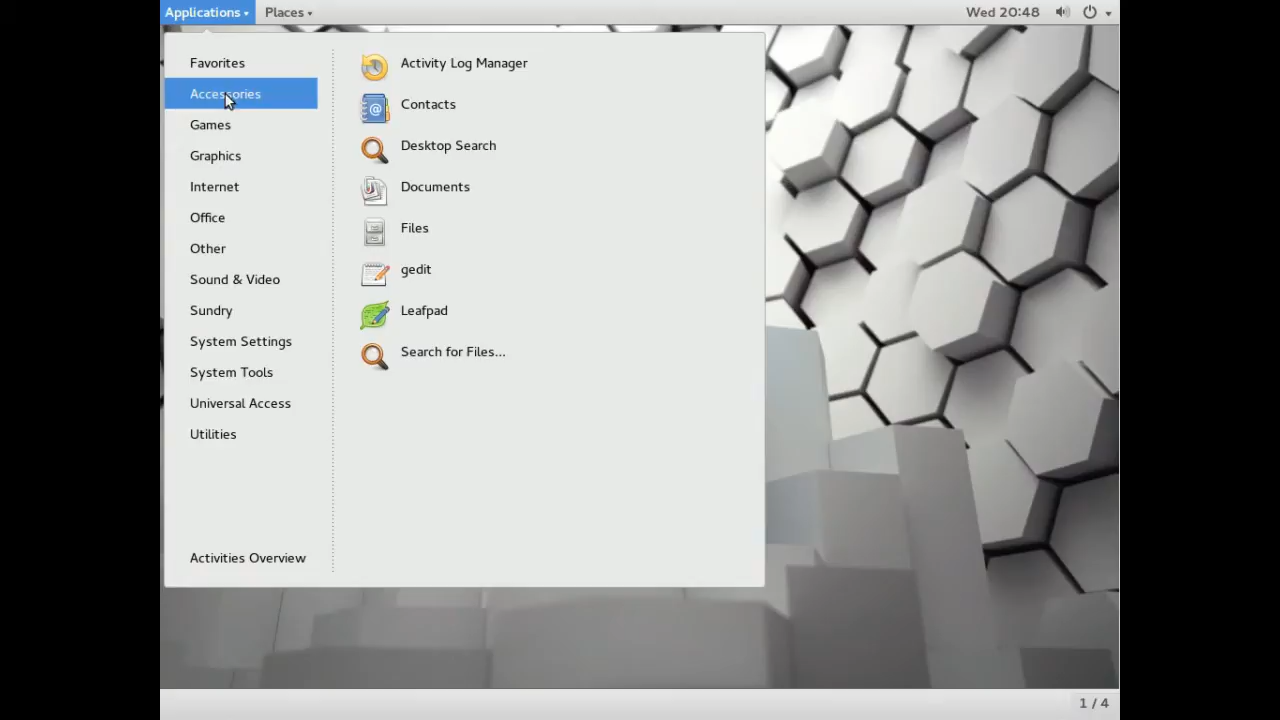 Applications Places Wed 20:48
Favorites
Accessories
Games
Graphics
Internet
Office
Other
Sound & Video
Sundry
System Settings
System Tools
Universal Access
Utilities
Activities Overview
Activity Log Manager
Contacts
Desktop Search
Documents
Files
gedit
Leafpad
Search for Files...
1 / 4